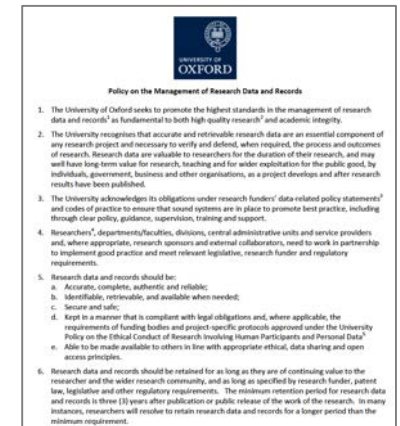 UNIVERSITY OF
OXFORD
Policy on the Management of Research Data and Records
1. The University of Oxford seeks to promote the highest standards in the management of research
data and records¹ as fundamental to both high quality research² and academic integrity.
2. The University recognises that accurate and retrievable research data are an essential component of
any research project and necessary to verify and defend, when required, the process and outcomes
of research. Research data are valuable to researchers for the duration of their research, and may
well have long-term value for research, teaching and for wider exploitation for the public good, by
individuals, government, business and other organisations, as a project develops and after research
results have been published.
3. The University acknowledges its obligations under research funders' data-related policy statements³
and codes of practice to ensure that sound systems are in place to promote best practice, including
through clear policy, guidance, supervision, training and support.
4. Researchers⁴, departments/faculties, divisions, central administrative units and service providers
and, where appropriate, research sponsors and external collaborators, need to work in partnership
to implement good practice and meet relevant legislative, research funder and regulatory
requirements.
5. Research data and records should be:
a. Accurate, complete, authentic and reliable;
b. Identifiable, retrievable, and available when needed;
c. Secure and safe;
d. Kept in a manner that is compliant with legal obligations and, where applicable, the
requirements of funding bodies and project-specific protocols approved under the University
Policy on the Ethical Conduct of Research Involving Human Participants and Personal Data⁵
e. Able to be made available to others in line with appropriate ethical, data sharing and open
access principles.
6. Research data and records should be retained for as long as they are of continuing value to the
researcher and the wider research community, and as long as specified by research funder, patent
law, legislative and other regulatory requirements. The minimum retention period for research data
and records is three (3) years after publication or public release of the work of the research. In many
instances, researchers will resolve to retain research data and records for a longer period than the
minimum requirement.